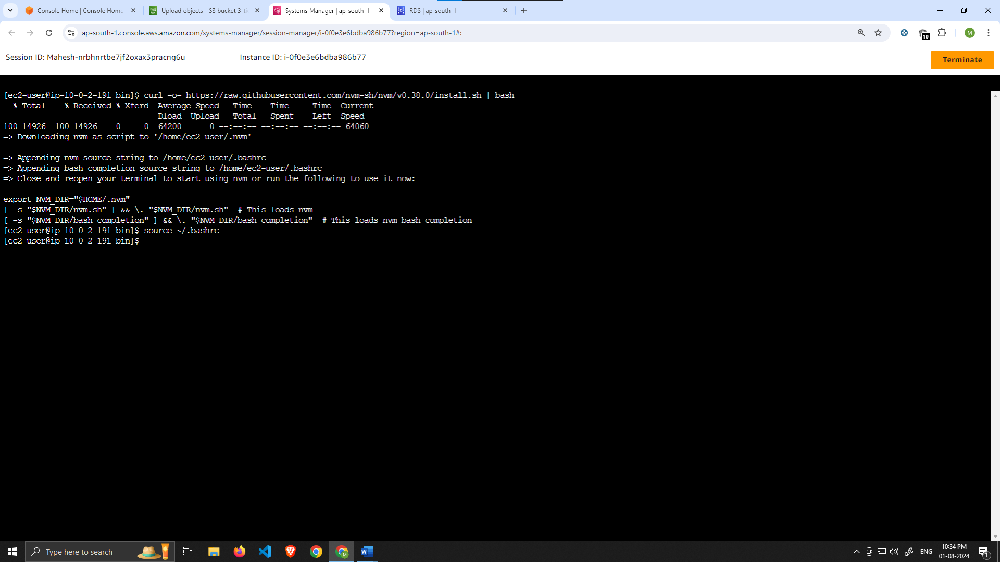 Console Home | Console Home
Upload objects - S3 bucket 3-tie
Systems Manager | ap-south-1
RDS | ap-south-1
ap-south-1.console.aws.amazon.com/systems-manager/session-manager/i-0f0e3e6bdba986b77?region=ap-south-1#:
10
M
Session ID: Mahesh-nrbhnrtbe7jf2oxax3pracng6u
Instance ID: i-0f0e3e6bdba986b77
Terminate
[ec2-user@ip-10-0-2-191 bin]$ curl -o- https://raw.githubusercontent.com/nvm-sh/nvm/v0.38.0/install.sh | bash
  % Total    % Received % Xferd  Average Speed   Time    Time     Time  Current
                                 Dload  Upload   Total   Spent    Left  Speed
100 14926  100 14926    0     0  64200      0 --:--:-- --:--:-- --:--:-- 64060
=> Downloading nvm as script to '/home/ec2-user/.nvm'
=> Appending nvm source string to /home/ec2-user/.bashrc
=> Appending bash_completion source string to /home/ec2-user/.bashrc
=> Close and reopen your terminal to start using nvm or run the following to use it now:
export NVM_DIR="$HOME/.nvm"
[ -s "$NVM_DIR/nvm.sh" ] && \. "$NVM_DIR/nvm.sh"  # This loads nvm
[ -s "$NVM_DIR/bash_completion" ] && \. "$NVM_DIR/bash_completion"  # This loads nvm bash_completion
[ec2-user@ip-10-0-2-191 bin]$ source ~/.bashrc
[ec2-user@ip-10-0-2-191 bin]$
Type here to search
M
W
ENG
10:34 PM
01-08-2024
1